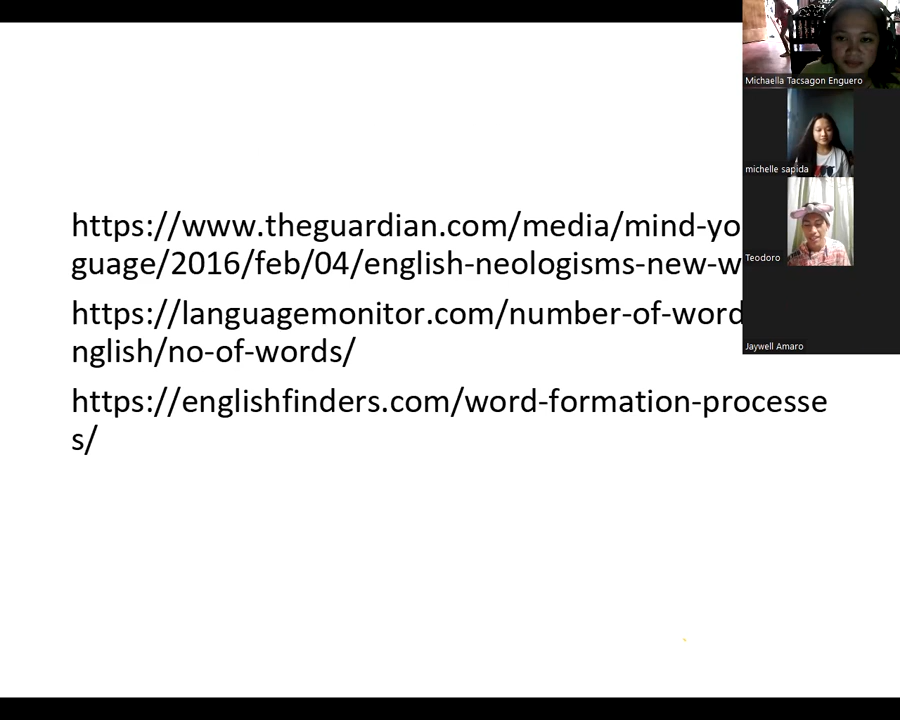 https://www.theguardian.com/media/mind-yo
guage/2016/feb/04/english-neologisms-new-w
https://languagemonitor.com/number-of-word
nglish/no-of-words/
https://englishfinders.com/word-formation-processe
s/
Michaella Tacsagon Enguero
michelle sapida
Teodoro
Jaywell Amaro